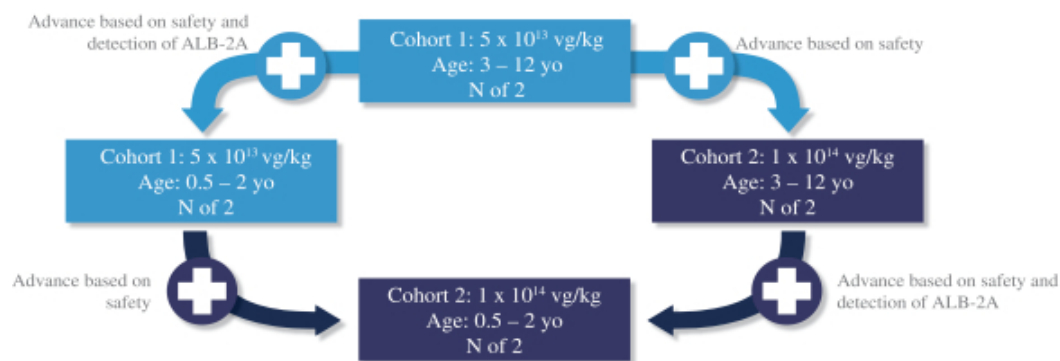 Advance based on safety and
detection of ALB-2A
Cohort 1: 5 x 10¹³ vg/kg
Age: 3 – 12 yo
N of 2
Advance based on safety
Cohort 1: 5 x 10¹³ vg/kg
Age: 0.5 – 2 yo
N of 2
Cohort 2: 1 x 10¹⁴ vg/kg
Age: 3 – 12 yo
N of 2
Advance based on
safety
Cohort 2: 1 x 10¹⁴ vg/kg
Age: 0.5 – 2 yo
N of 2
Advance based on safety and
detection of ALB-2A